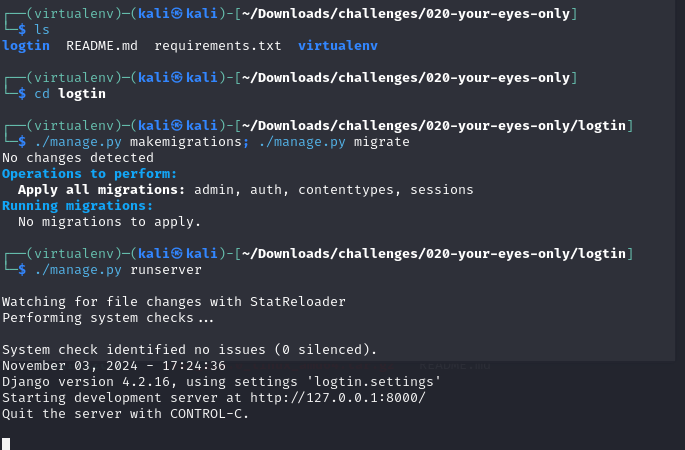 ┌──(virtualenv)─(kali㉿kali)-[~/Downloads/challenges/020-your-eyes-only]
└─$ ls
logtin  README.md  requirements.txt  virtualenv
┌──(virtualenv)─(kali㉿kali)-[~/Downloads/challenges/020-your-eyes-only]
└─$ cd logtin
┌──(virtualenv)─(kali㉿kali)-[~/Downloads/challenges/020-your-eyes-only/logtin]
└─$ ./manage.py makemigrations; ./manage.py migrate
No changes detected
Operations to perform:
  Apply all migrations: admin, auth, contenttypes, sessions
Running migrations:
  No migrations to apply.
┌──(virtualenv)─(kali㉿kali)-[~/Downloads/challenges/020-your-eyes-only/logtin]
└─$ ./manage.py runserver
Watching for file changes with StatReloader
Performing system checks...
System check identified no issues (0 silenced).
November 03, 2024 - 17:24:36
Django version 4.2.16, using settings 'logtin.settings'
Starting development server at http://127.0.0.1:8000/
Quit the server with CONTROL-C.